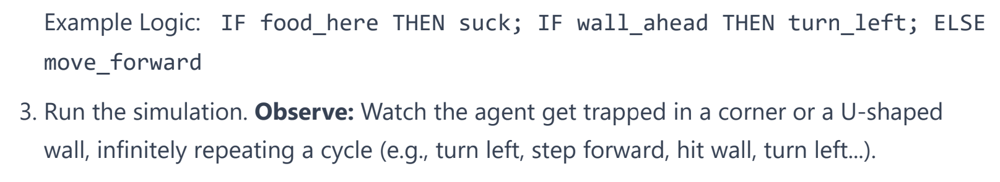 Example Logic: IF food_here THEN suck; IF wall_ahead THEN turn_left; ELSE
move_forward
3. Run the simulation. Observe: Watch the agent get trapped in a corner or a U-shaped
wall, infinitely repeating a cycle (e.g., turn left, step forward, hit wall, turn left...).